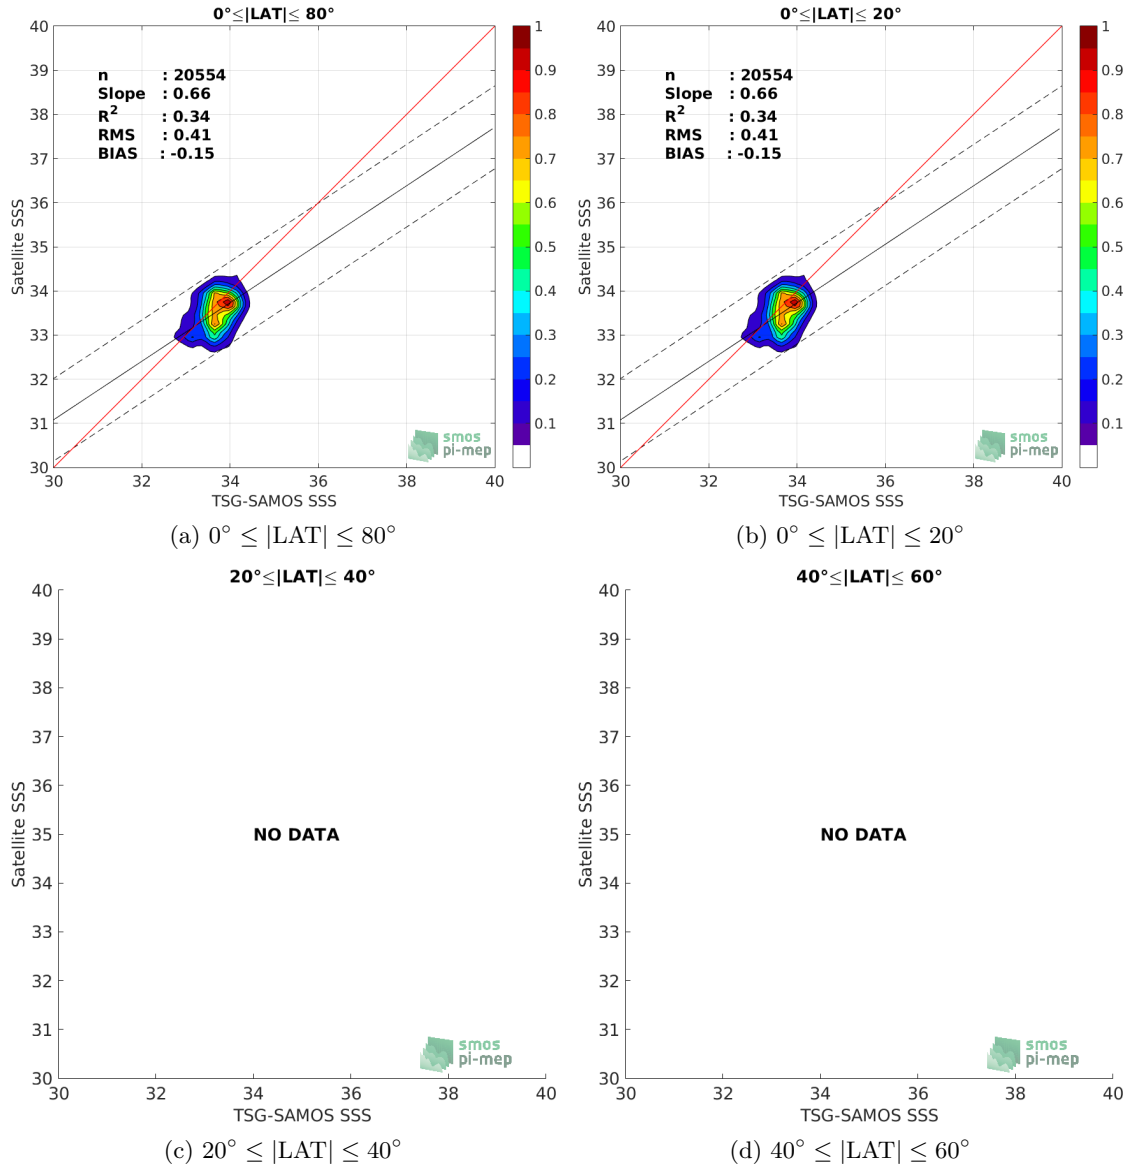 0°≤|LAT|≤ 80°
40
39
38
37
36
35
34
33
32
31
30
Satellite SSS
n : 20554
Slope : 0.66
R² : 0.34
RMS : 0.41
BIAS : -0.15
smos
pi-mep
30 32 34 36 38 40
TSG-SAMOS SSS
1
0.9
0.8
0.7
0.6
0.5
0.4
0.3
0.2
0.1
(a) 0° ≤ |LAT| ≤ 80°
0°≤|LAT|≤ 20°
40
39
38
37
36
35
34
33
32
31
30
Satellite SSS
n : 20554
Slope : 0.66
R² : 0.34
RMS : 0.41
BIAS : -0.15
smos
pi-mep
30 32 34 36 38 40
TSG-SAMOS SSS
1
0.9
0.8
0.7
0.6
0.5
0.4
0.3
0.2
0.1
(b) 0° ≤ |LAT| ≤ 20°
20°≤|LAT|≤ 40°
40
39
38
37
36
35
34
33
32
31
30
Satellite SSS
NO DATA
smos
pi-mep
30 32 34 36 38 40
TSG-SAMOS SSS
(c) 20° ≤ |LAT| ≤ 40°
40°≤|LAT|≤ 60°
40
39
38
37
36
35
34
33
32
31
30
Satellite SSS
NO DATA
smos
pi-mep
30 32 34 36 38 40
TSG-SAMOS SSS
(d) 40° ≤ |LAT| ≤ 60°